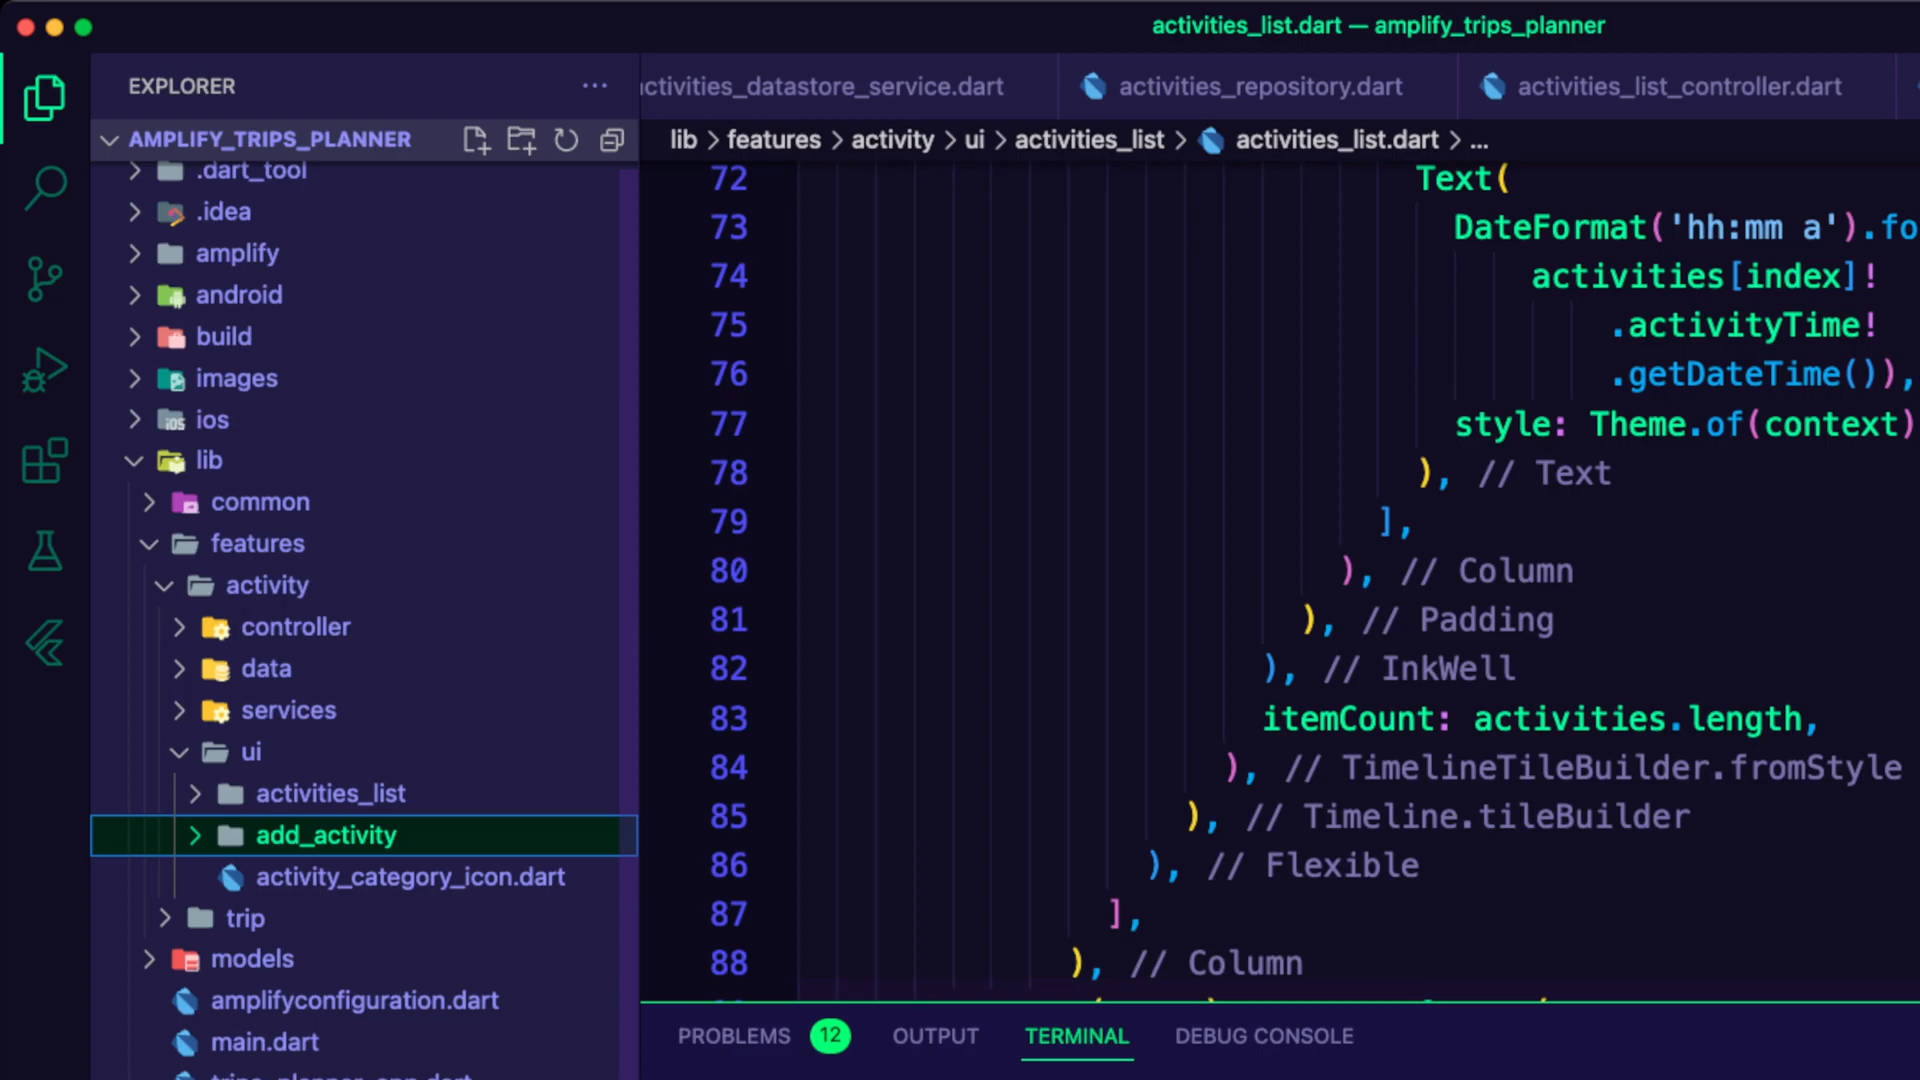 activities_list.dart — amplify_trips_planner
EXPLORER
ctivities_datastore_service.dart
activities_repository.dart
activities_list_controller.dart
AMPLIFY_TRIPS_PLANNER
lib > features > activity > ui > activities_list > activities_list.dart > ...
.dart_tool
.idea
amplify
android
build
images
ios
lib
common
features
activity
controller
data
services
ui
activities_list
add_activity
activity_category_icon.dart
trip
models
amplifyconfiguration.dart
main.dart
trips_planner_app.dart
72 Text(
73 DateFormat('hh:mm a').fo
74 activities[index]!
75 .activityTime!
76 .getDateTime()),
77 style: Theme.of(context)
78 ), // Text
79 ],
80 ), // Column
81 ), // Padding
82 ), // InkWell
83 itemCount: activities.length,
84 ), // TimelineTileBuilder.fromStyle
85 ), // Timeline.tileBuilder
86 ), // Flexible
87 ],
88 ), // Column
PROBLEMS 12 OUTPUT TERMINAL DEBUG CONSOLE